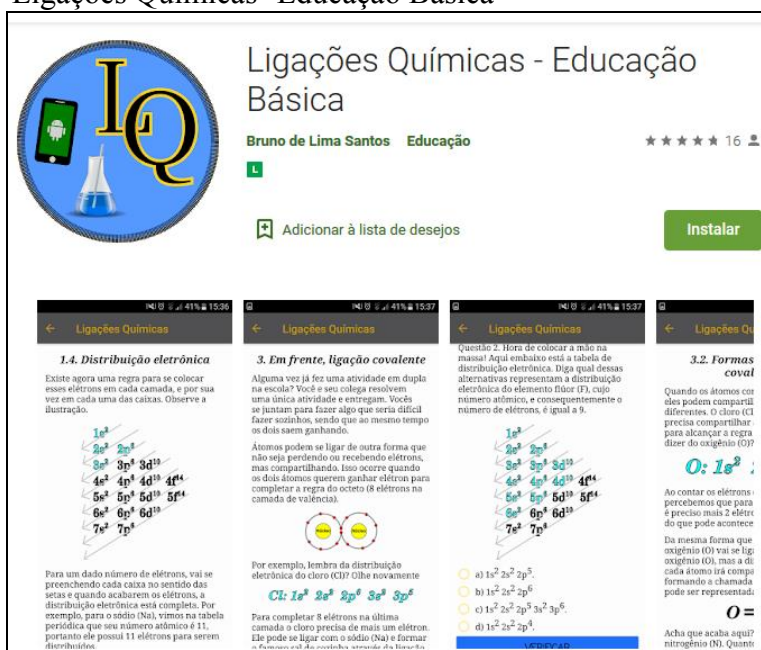 Ligações Químicas- Educação Básica
LQ
Ligações Químicas - Educação
Básica
Bruno de Lima Santos Educação
16
L
Adicionar à lista de desejos
Instalar
41% 15:36
Ligações Químicas
1.4. Distribuição eletrônica
Existe agora uma regra para se colocar
esses elétrons em cada camada, e por sua
vez em cada uma das caixas. Observe a
ilustração.
1s²
2s² 2p⁶
3s² 3p⁶ 3d¹⁰
4s² 4p⁶ 4d¹⁰ 4f¹⁴
5s² 5p⁶ 5d¹⁰ 5f¹⁴
6s² 6p⁶ 6d¹⁰
7s² 7p⁶
Para um dado número de elétrons, vai se
preenchendo cada caixa no sentido das
setas e quando acabarem os elétrons, a
distribuição eletrônica está completa. Por
exemplo, para o sódio (Na), vimos na tabela
periódica que seu número atômico é 11,
portanto ele possui 11 elétrons para serem
distribuídos.
41% 15:37
Ligações Químicas
3. Em frente, ligação covalente
Alguma vez já fez uma atividade em dupla
na escola? Você e seu colega resolvem
uma única atividade e entregam. Vocês
se juntam para fazer algo que seria difícil
fazer sozinhos, sendo que ao mesmo tempo
os dois saem ganhando.
Átomos podem se ligar de outra forma que
não seja perdendo ou recebendo elétrons,
mas compartilhando. Isso ocorre quando
os dois átomos querem ganhar elétron para
completar a regra do octeto (8 elétrons na
camada de valência).
Núcleo Núcleo
Por exemplo, lembra da distribuição
eletrônica do cloro (Cl)? Olhe novamente
Cl: 1s² 2s² 2p⁶ 3s² 3p⁵
Para completar 8 elétrons na última
camada o cloro precisa de mais um elétron.
Ele pode se ligar com o sódio (Na) e formar
o famoso sal de cozinha através da ligação
41% 15:37
Ligações Químicas
Questão 2. Hora de colocar a mão na
massa! Aqui embaixo está a tabela de
distribuição eletrônica. Diga qual dessas
alternativas representam a distribuição
eletrônica do elemento flúor (F), cujo
número atômico, e consequentemente o
número de elétrons, é igual a 9.
1s²
2s² 2p⁶
3s² 3p⁶ 3d¹⁰
4s² 4p⁶ 4d¹⁰ 4f¹⁴
5s² 5p⁶ 5d¹⁰ 5f¹⁴
6s² 6p⁶ 6d¹⁰
7s² 7p⁶
a) 1s² 2s² 2p⁵.
b) 1s² 2s² 2p⁶
c) 1s² 2s² 2p⁵ 3s² 3p⁶.
d) 1s² 2s² 2p⁴.
VERIFICAR
Ligações Qu
3.2. Formas
coval
Quando os átomos cor
eles podem compartil
diferentes. O cloro (Cl
precisa compartilhar
para alcançar a regra
dizer do oxigênio (O)?
O: 1s²
Ao contar os elétrons
percebemos que para
é preciso mais 2 elétro
do que pode acontece
Da mesma forma que
oxigênio (O) vai se liga
oxigênio (O), mas a di
cada átomo irá compa
formando a chamada
pode ser representada
O =
Acha que acaba aqui?
nitrogênio (N). Quanto